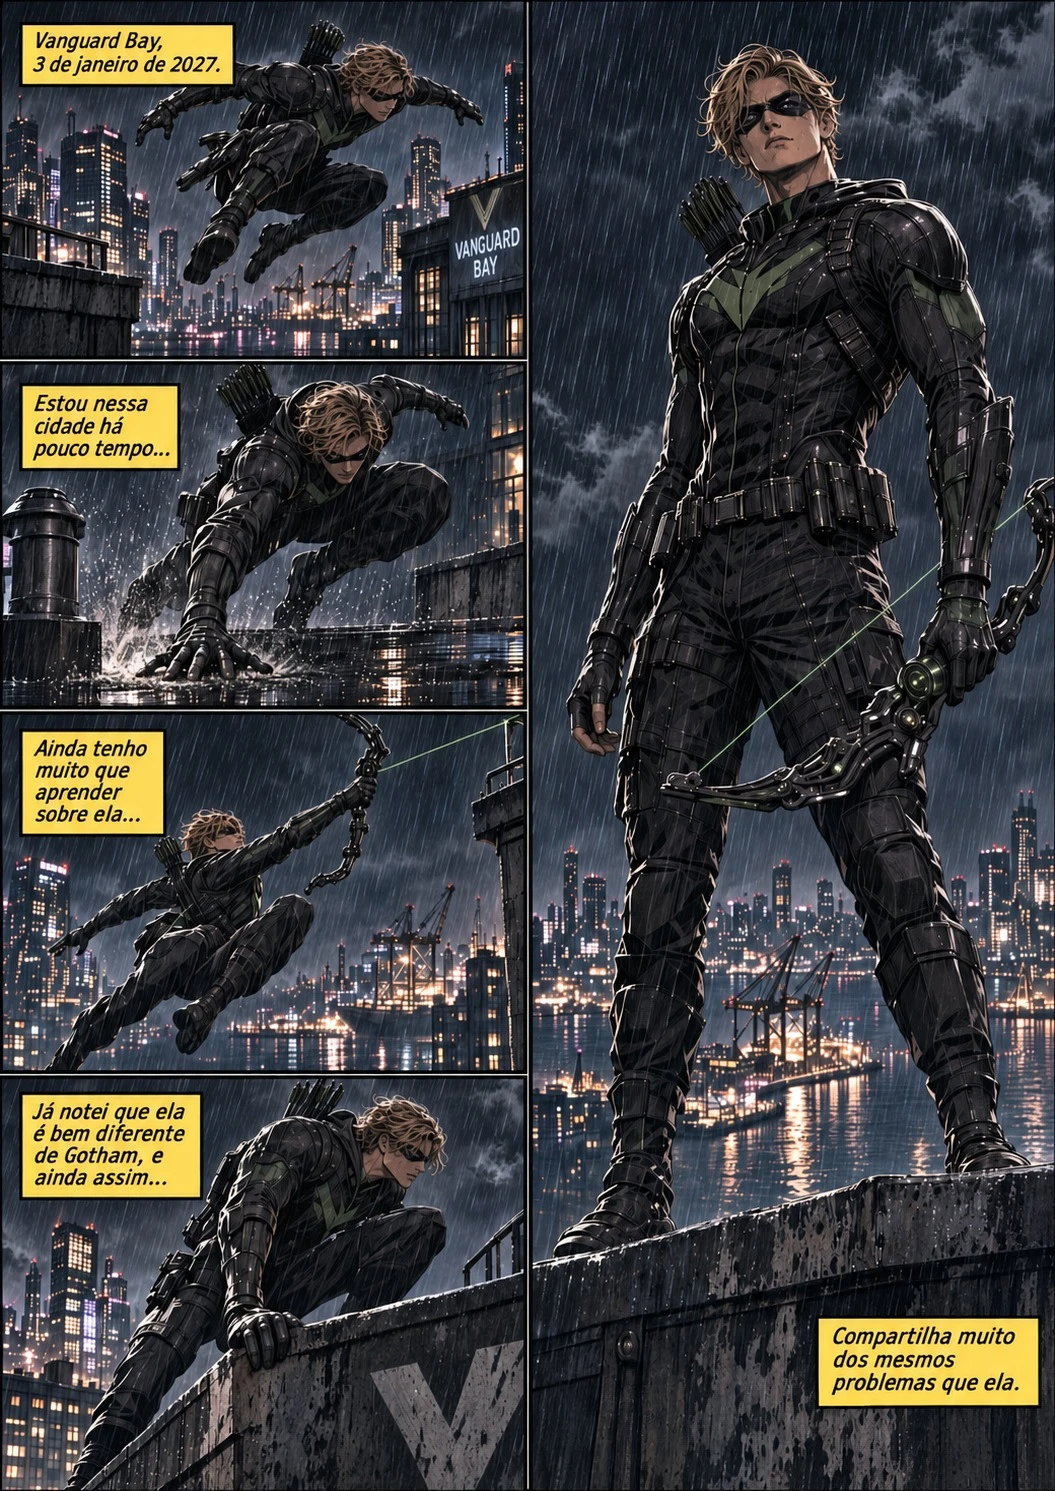 Vanguard Bay,
3 de janeiro de 2027.
VANGUARD
BAY
Estou nessa
cidade há
pouco tempo...
Ainda tenho
muito que
aprender
sobre ela...
Já notei que ela
é bem diferente
de Gotham, e
ainda assim...
V
Compartilha muito
dos mesmos
problemas que ela.